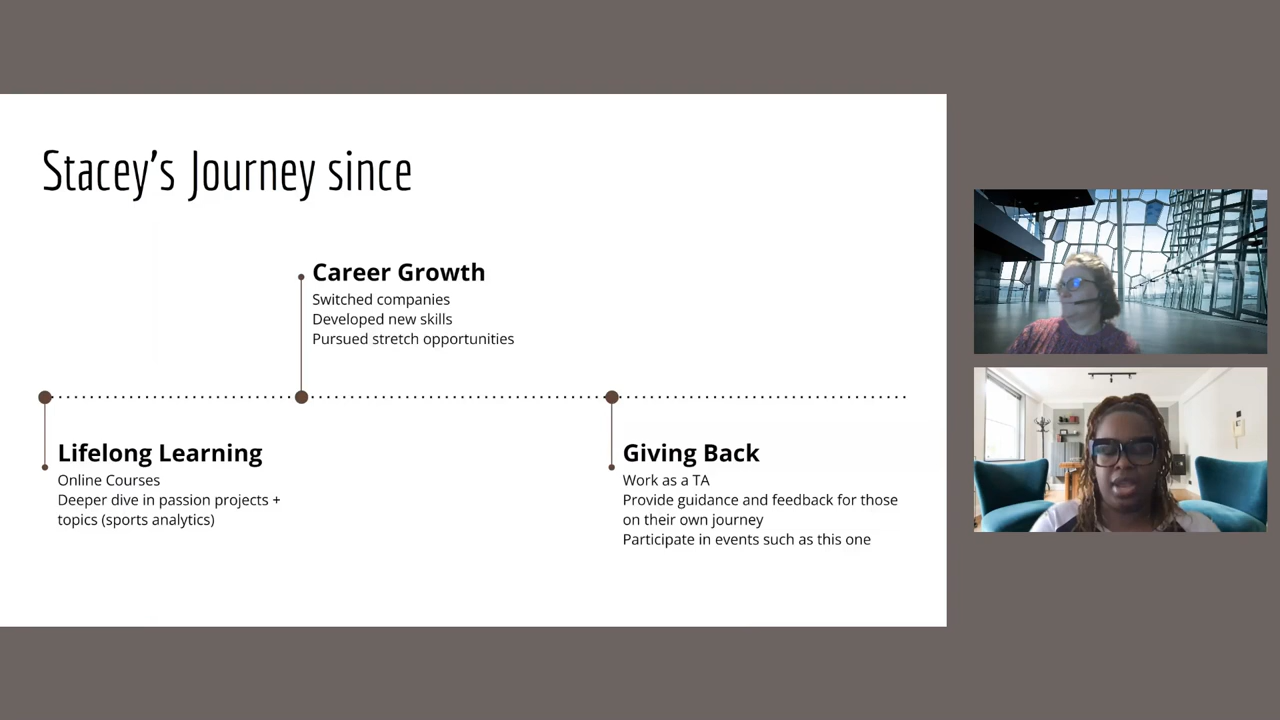 Stacey's Journey since
Career Growth
Switched companies
Developed new skills
Pursued stretch opportunities
Lifelong Learning
Online Courses
Deeper dive in passion projects +
topics (sports analytics)
Giving Back
Work as a TA
Provide guidance and feedback for those
on their own journey
Participate in events such as this one